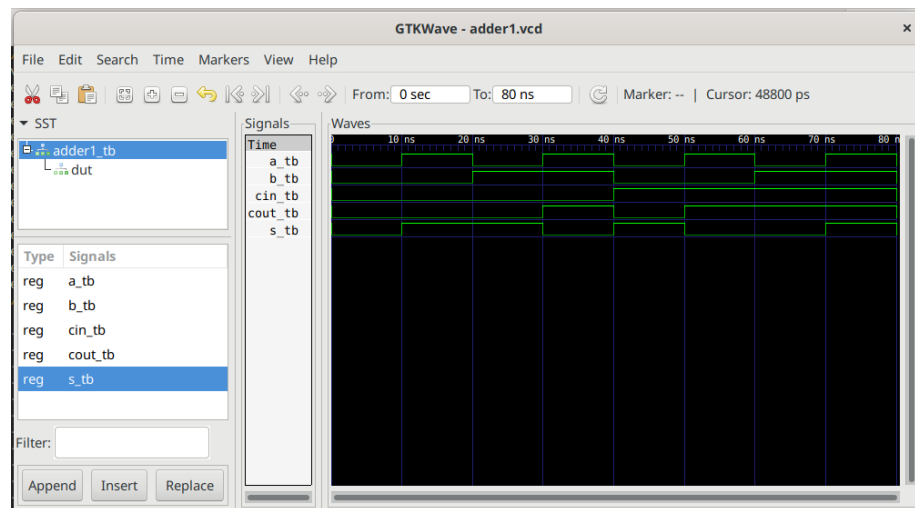 GTKWave - adder1.vcd
×
File Edit Search Time Markers View Help
From: 0 sec To: 80 ns Marker: -- | Cursor: 48800 ps
SST
adder1_tb
dut
Type Signals
reg a_tb
reg b_tb
reg cin_tb
reg cout_tb
reg s_tb
Filter:
Append Insert Replace
Signals
Time
a_tb
b_tb
cin_tb
cout_tb
s_tb
Waves
0 10 ns 20 ns 30 ns 40 ns 50 ns 60 ns 70 ns 80 n